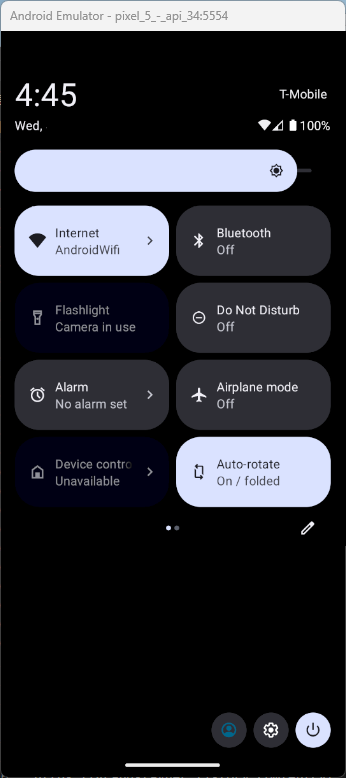 Android Emulator - pixel_5_-_api_34:5554
4:45
T-Mobile
Wed,
100%
Internet
AndroidWifi
Bluetooth
Off
Flashlight
Camera in use
Do Not Disturb
Off
Alarm
No alarm set
Airplane mode
Off
Device contro
Unavailable
Auto-rotate
On / folded